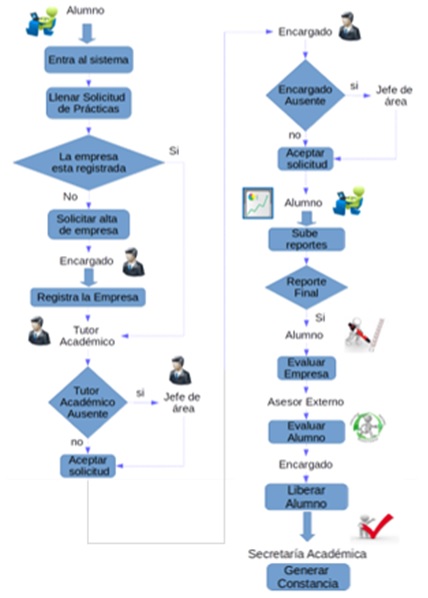 Alumno
Entra al sistema
Llenar Solicitud
de Prácticas
La empresa
esta registrada
Si
No
Solicitar alta
de empresa
Encargado
Registra la Empresa
Tutor
Académico
Tutor
Académico
Ausente
si
Jefe de
área
no
Aceptar
solicitud
Encargado
Encargado
Ausente
si
Jefe de
área
no
Aceptar
solicitud
Alumno
Sube
reportes
Reporte
Final
Si
Alumno
Evaluar
Empresa
Asesor Externo
Evaluar
Alumno
Encargado
Liberar
Alumno
Secretaría Académica
Generar
Constancia